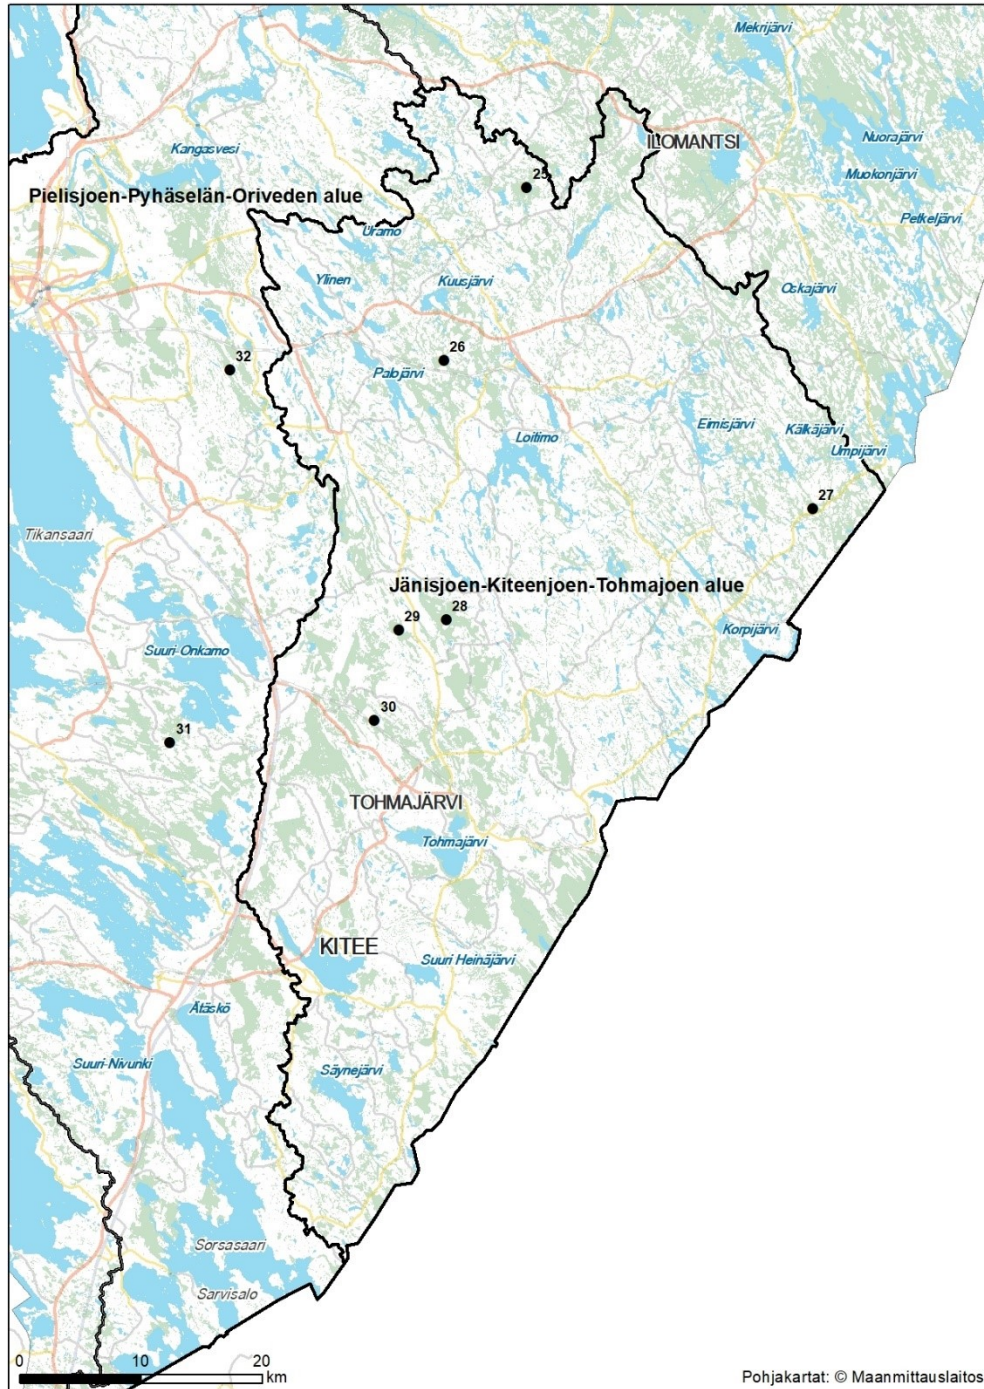 Mekrijärvi
Nuorajärvi
ILOMANTSI
Kangasvesi
Muokonjärvi
25
Pielisjoen-Pyhäselän-Oriveden alue
Petkeljärvi
Uramo
Ylinen
Kuusjärvi
Oskajärvi
26
32
Palojärvi
Eimisjärvi
Kälkäjärvi
Loitimo
Umpijärvi
27
Tikansaari
Jänisjoen-Kiteenjoen-Tohmajoen alue
28
29
Korpijärvi
Suuri-Onkamo
30
31
TOHMAJÄRVI
Tohmajärvi
KITEE
Suuri Heinäjärvi
Ätäskö
Suuri-Nivunki
Säynejärvi
Sorsasaari
Sarvisalo
0 10 20
km
Pohjakartat: © Maanmittauslaitos